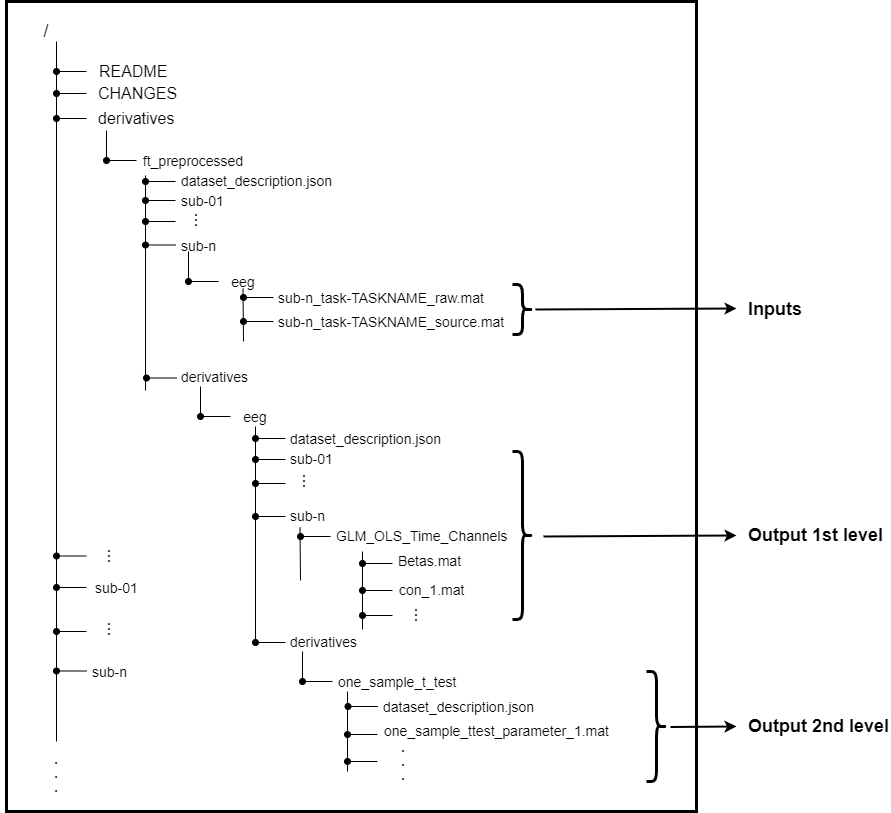 /
README
CHANGES
derivatives
ft_preprocessed
dataset_description.json
sub-01
⋮
sub-n
eeg
sub-n_task-TASKNAME_raw.mat
sub-n_task-TASKNAME_source.mat
Inputs
derivatives
eeg
dataset_description.json
sub-01
⋮
sub-n
GLM_OLS_Time_Channels
Output 1st level
Betas.mat
con_1.mat
⋮
derivatives
one_sample_t_test
dataset_description.json
one_sample_ttest_parameter_1.mat
⋮
Output 2nd level
⋮
sub-01
⋮
sub-n
⋮